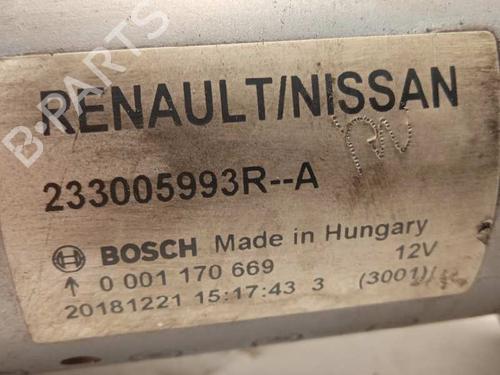 B-PARTS
RENAULT/NISSAN
233005993R--A
BOSCH Made in Hungary
↑ 0 001 170 669 12V
20181221 15:17:43 3 (3001)